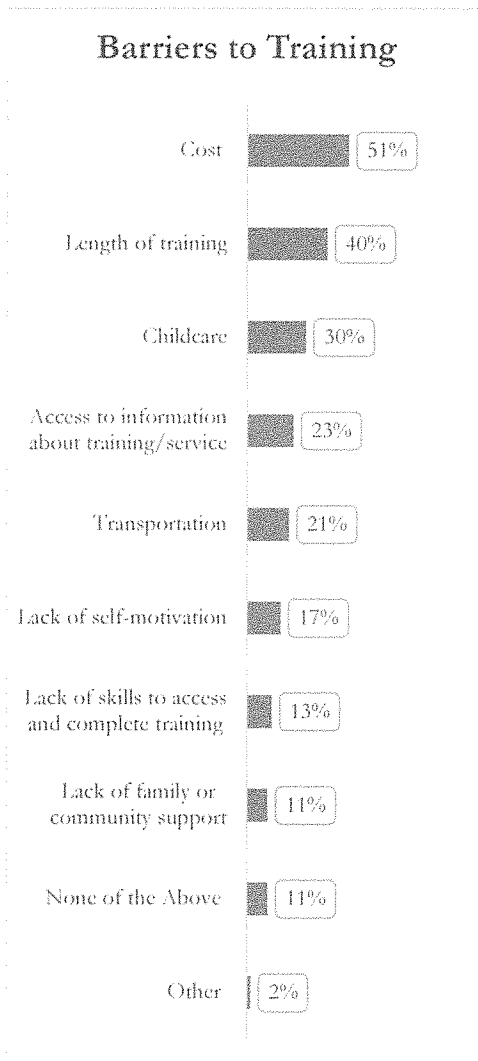 Barriers to Training
Cost
51%
Length of training
40%
Childcare
30%
Access to information
about training/service
23%
Transportation
21%
Lack of self-motivation
17%
Lack of skills to access
and complete training
13%
Lack of family or
community support
11%
None of the Above
11%
Other
2%